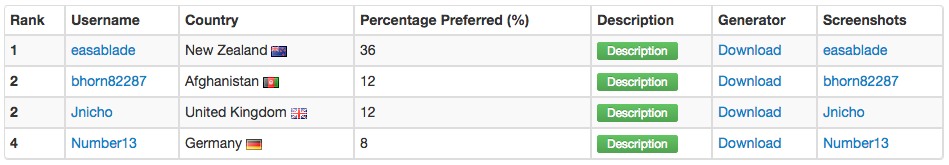 Rank Username Country Percentage Preferred (%) Description Generator Screenshots
1 easablade New Zealand 36 Description Download easablade
2 bhorn82287 Afghanistan 12 Description Download bhorn82287
2 Jnicho United Kingdom 12 Description Download Jnicho
4 Number13 Germany 8 Description Download Number13